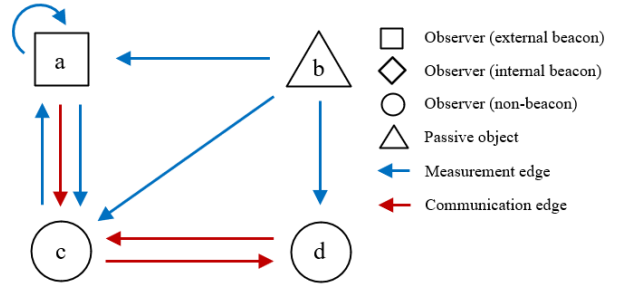 a
b
c
d
Observer (external beacon)
Observer (internal beacon)
Observer (non-beacon)
Passive object
Measurement edge
Communication edge